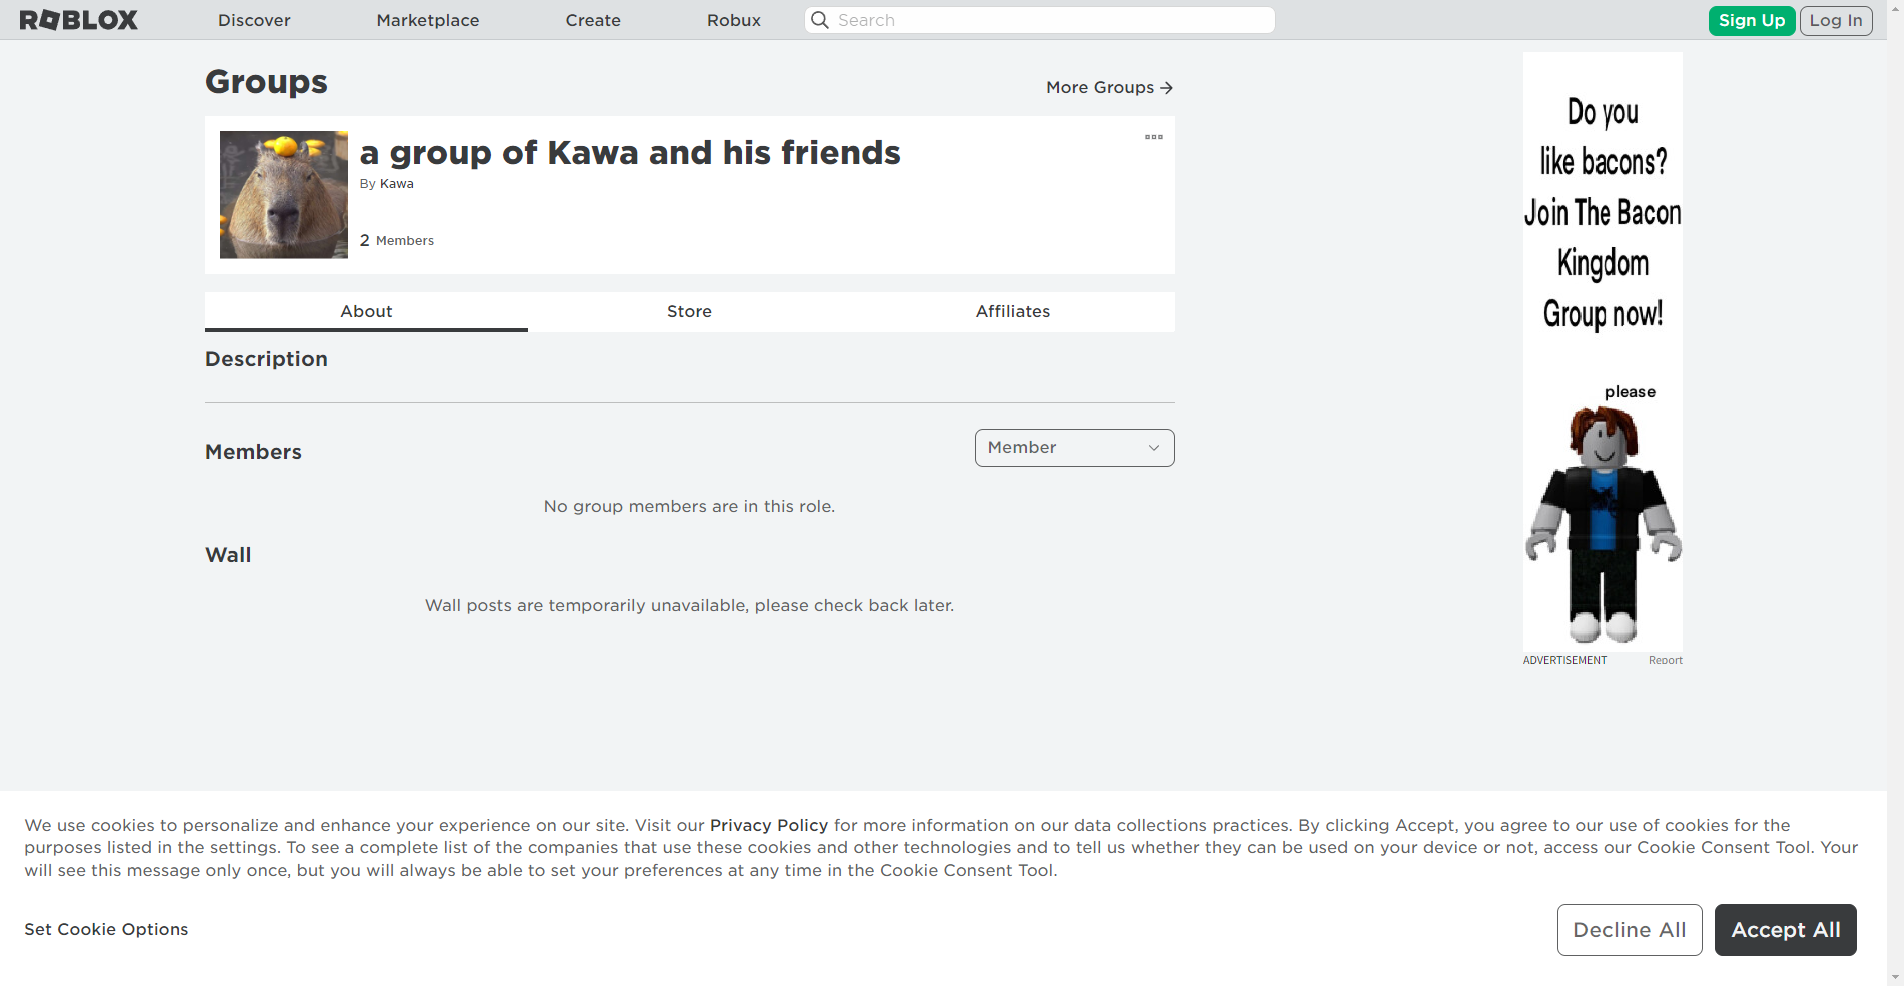 ROBLOX
Discover
Marketplace
Create
Robux
Search
Sign Up
Log In
Groups
More Groups
a group of Kawa and his friends
By Kawa
2 Members
About
Store
Affiliates
Description
Members
Member
No group members are in this role.
Wall
Wall posts are temporarily unavailable, please check back later.
Do you
like bacons?
Join The Bacon
Kingdom
Group now!
please
ADVERTISEMENT
Report
We use cookies to personalize and enhance your experience on our site. Visit our Privacy Policy for more information on our data collections practices. By clicking Accept, you agree to our use of cookies for the
purposes listed in the settings. To see a complete list of the companies that use these cookies and other technologies and to tell us whether they can be used on your device or not, access our Cookie Consent Tool. Your
will see this message only once, but you will always be able to set your preferences at any time in the Cookie Consent Tool.
Set Cookie Options
Decline All
Accept All